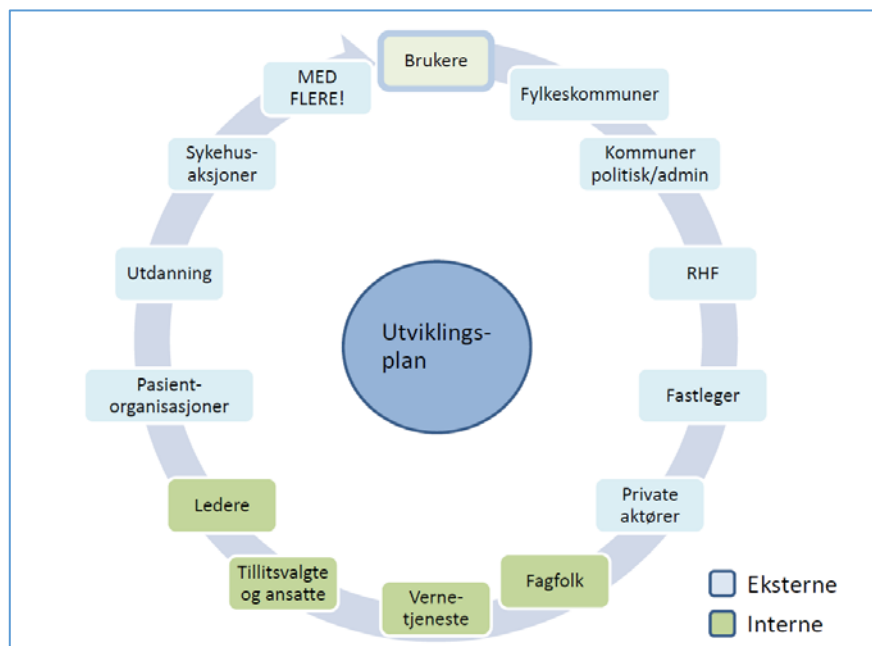 Brukere
Fylkeskommuner
Kommuner
politisk/admin
RHF
Fastleger
Private
aktører
Fagfolk
Verne-
tjeneste
Tillitsvalgte
og ansatte
Ledere
Pasient-
organisasjoner
Utdanning
Sykehus-
aksjoner
MED
FLERE!
Utviklings-
plan
Eksterne
Interne